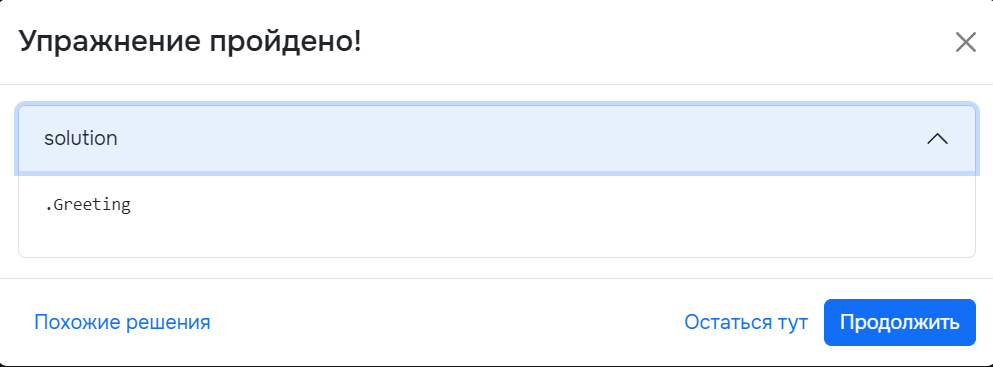 Упражнение пройдено!
solution
.Greeting
Похожие решения
Остаться тут
Продолжить